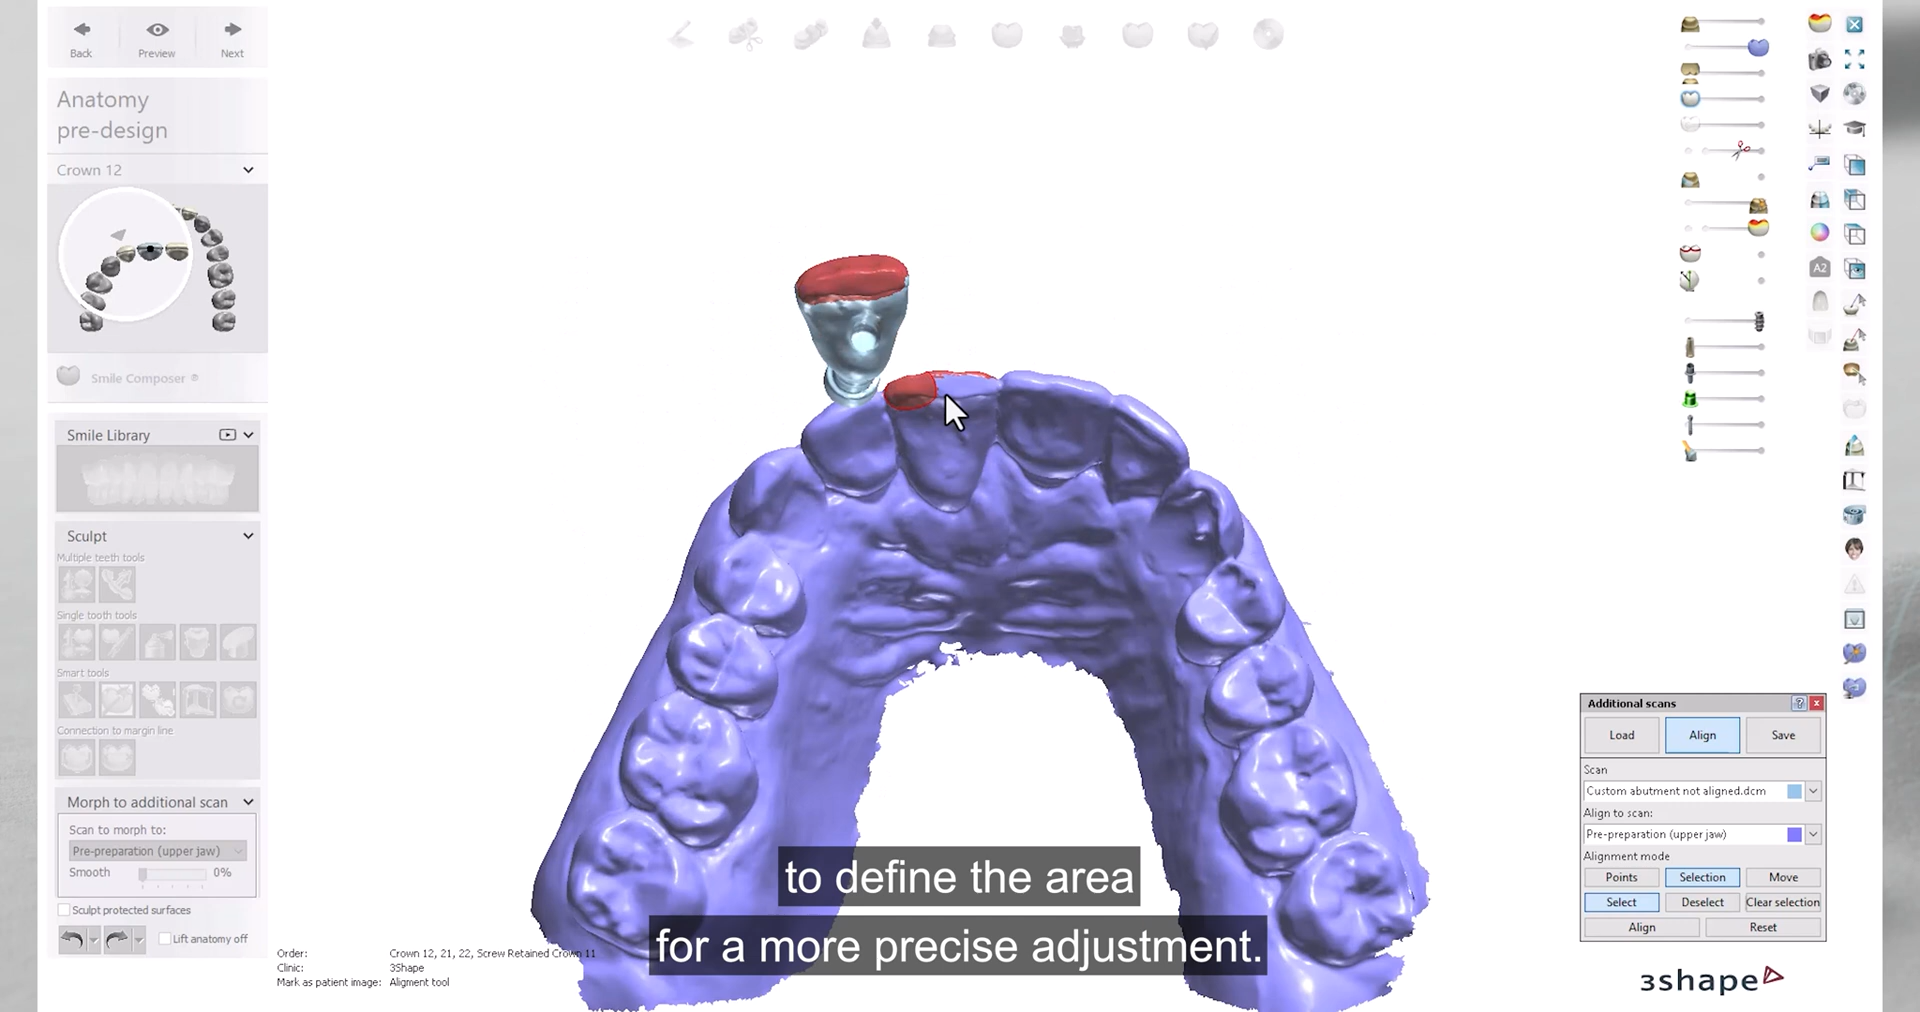 Back
Preview
Next
Anatomy
pre-design
Crown 12
Smile Composer ®
Smile Library
Sculpt
Multiple teeth tools
Single tooth tools
Smart tools
Connection to margin line
Morph to additional scan
Scan to morph to:
Pre-preparation (upper jaw)
Smooth 0%
Sculpt protected surfaces
Lift anatomy off
Order: Crown 12, 21, 22, Screw Retained Crown 11
Clinic: 3Shape
Mark as patient image: Aligment tool
to define the area
for a more precise adjustment.
A2
Additional scans
Load Align Save
Scan
Custom abutment not aligned.dcm
Align to scan:
Pre-preparation (upper jaw)
Alignment mode
Points Selection Move
Select Deselect Clear selection
Align Reset
3shape